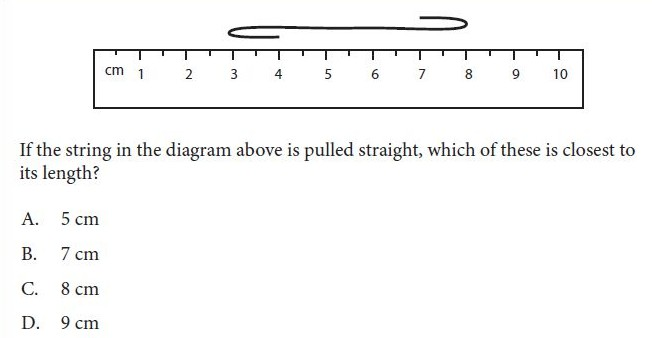 cm 1 2 3 4 5 6 7 8 9 10
If the string in the diagram above is pulled straight, which of these is closest to
its length?
A. 5 cm
B. 7 cm
C. 8 cm
D. 9 cm